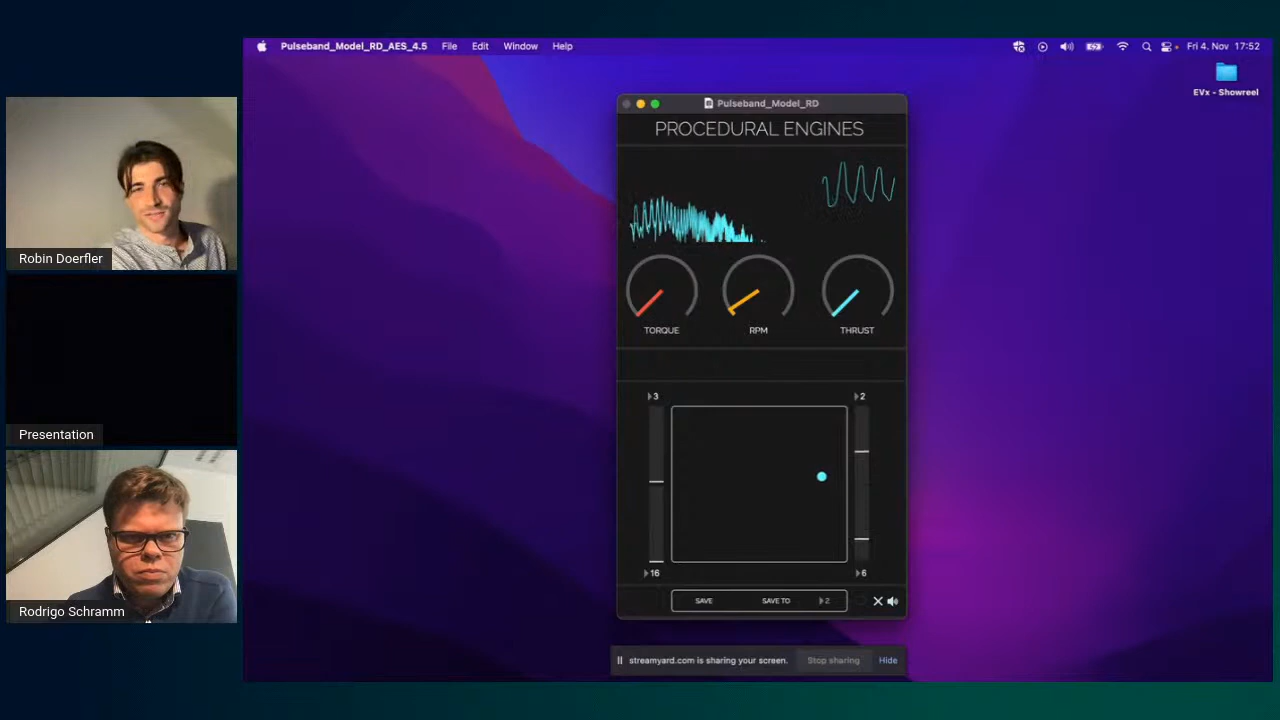 Pulseband_Model_RD_AES_4.5 File Edit Window Help Fri 4. Nov 17:52
EVx - Showreel
Pulseband_Model_RD
PROCEDURAL ENGINES
Robin Doerfler
TORQUE RPM THRUST
3 2
Presentation
16 6
SAVE SAVE TO 2
Rodrigo Schramm
streamyard.com is sharing your screen. Stop sharing Hide